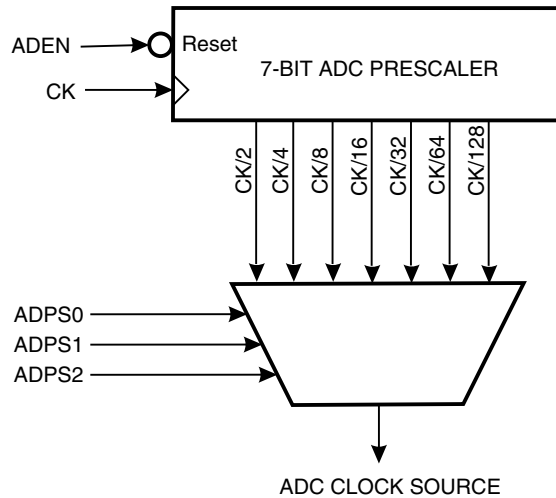 ADEN
Reset
7-BIT ADC PRESCALER
CK
CK/2
CK/4
CK/8
CK/16
CK/32
CK/64
CK/128
ADPS0
ADPS1
ADPS2
ADC CLOCK SOURCE